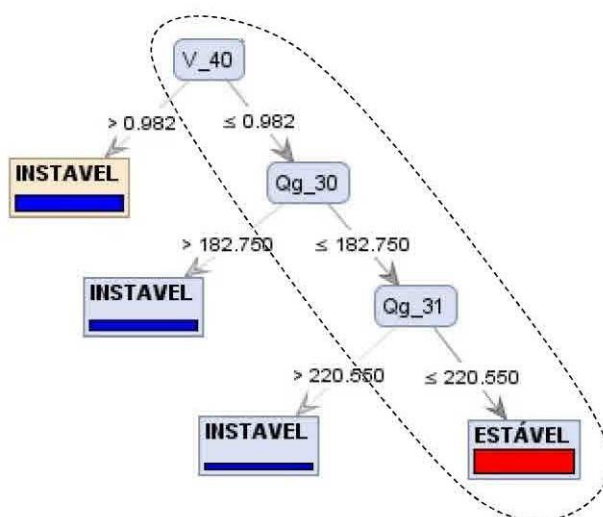 V_40
> 0.982
≤ 0.982
INSTAVEL
Qg_30
> 182.750
≤ 182.750
INSTAVEL
Qg_31
> 220.550
≤ 220.550
INSTAVEL
ESTÁVEL